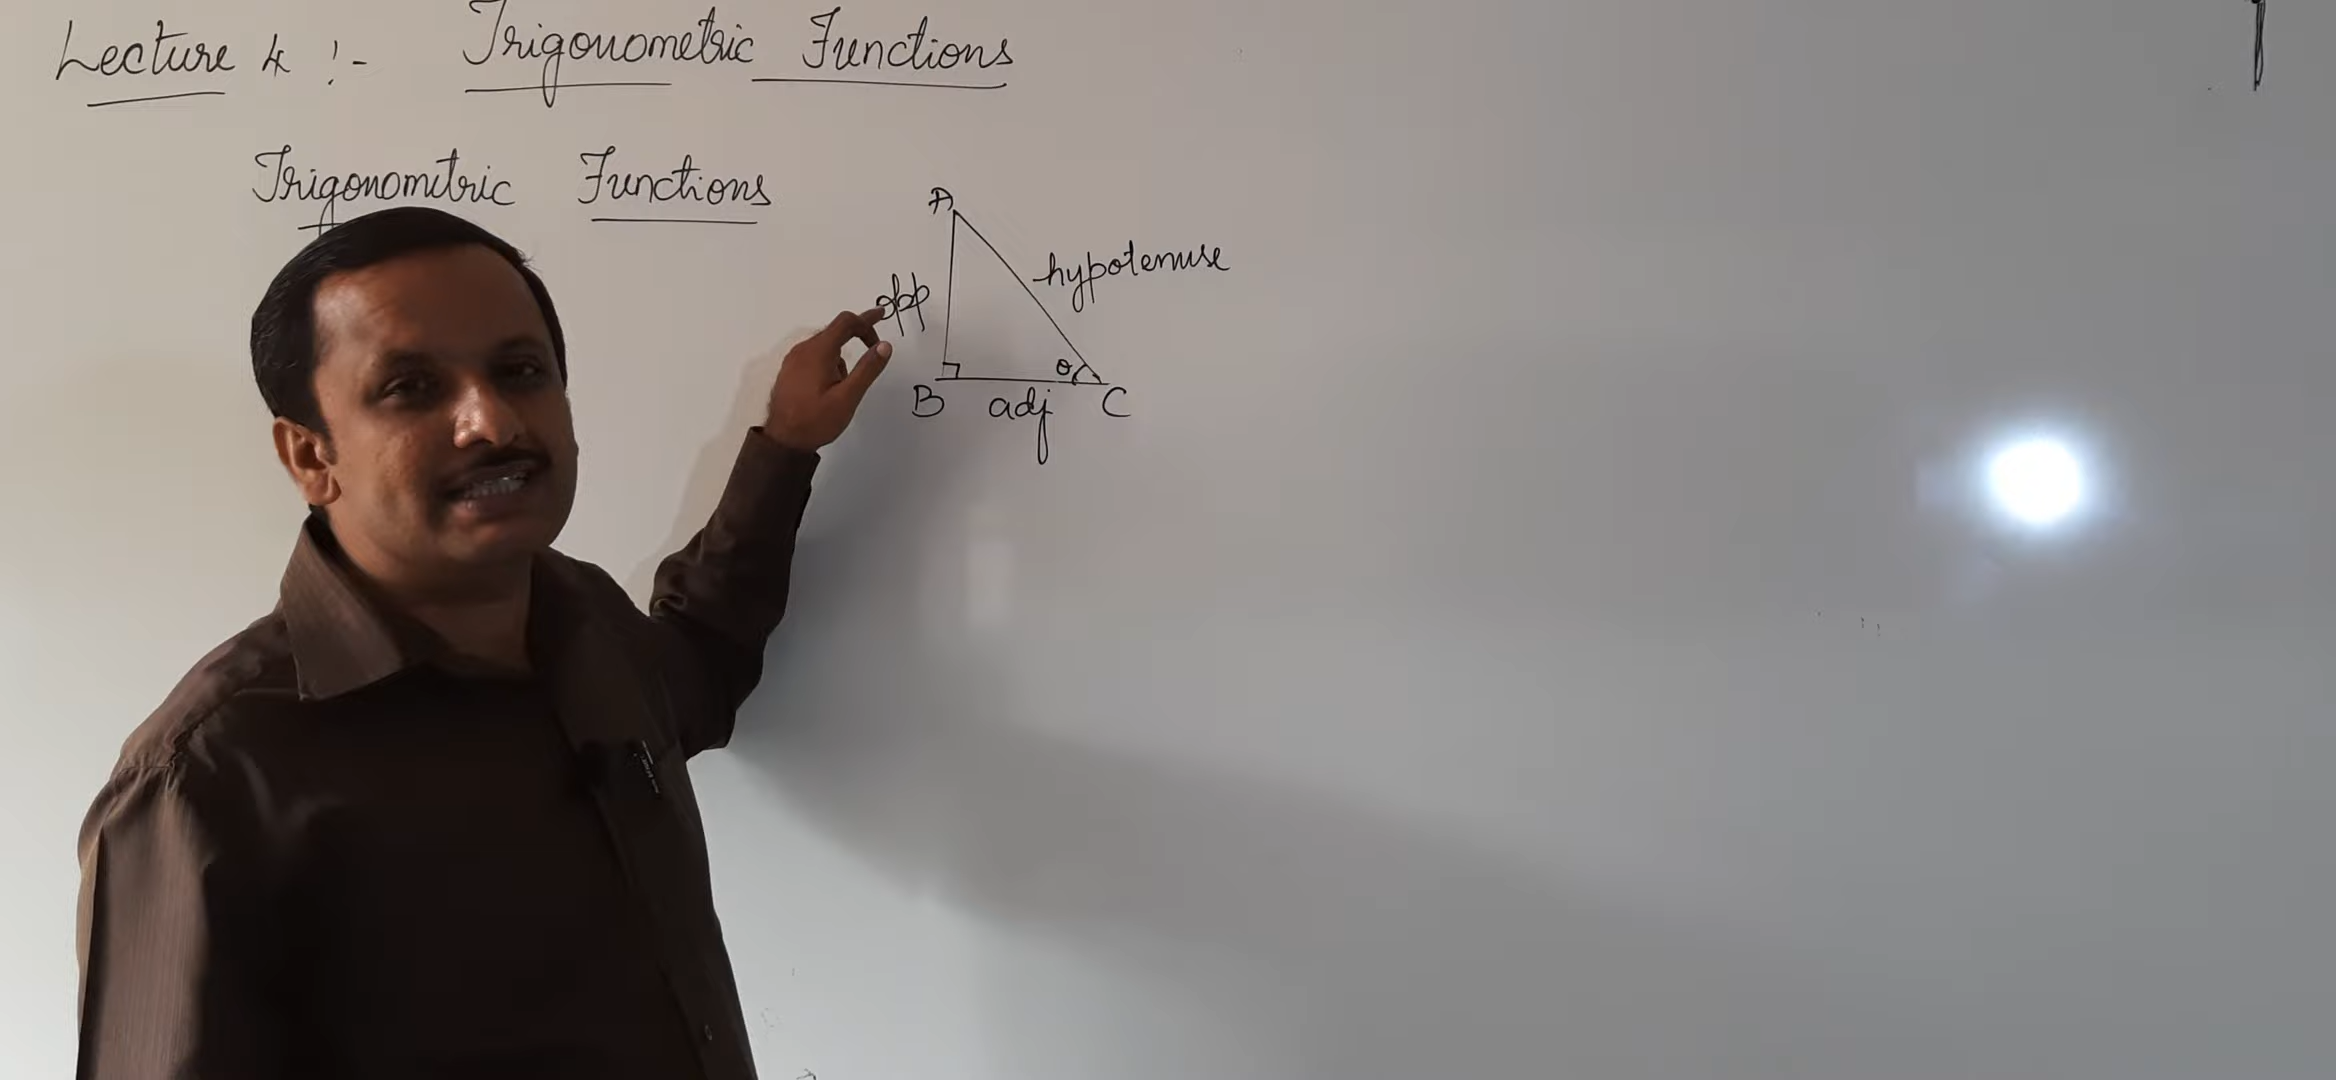 Lecture 4 :- Trigonometric Functions
Trigonometric Functions
A
hypotenuse
opp
θ
B adj C